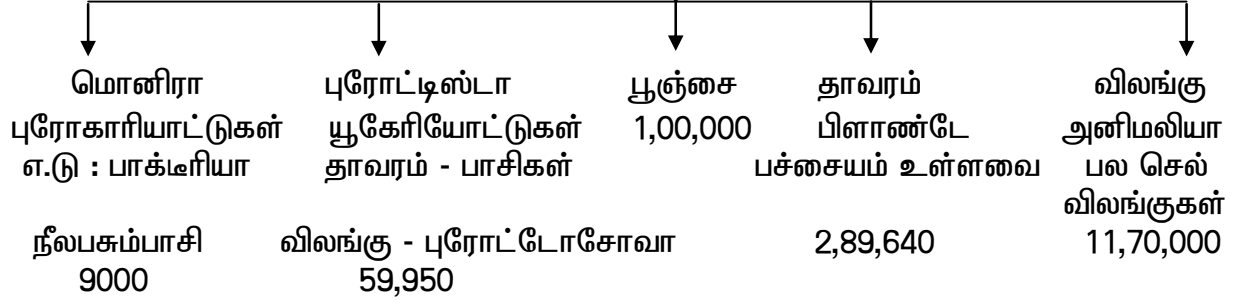 மொனிரா புரோட்டிஸ்டா பூஞ்சை தாவரம் விலங்கு
புரோகாரியாட்டுகள் யூகேரியோட்டுகள் 1,00,000 பிளாண்டே அனிமலியா
எ.டு : பாக்டீரியா தாவரம் - பாசிகள் பச்சையம் உள்ளவை பல செல்
விலங்குகள்
நீலபசும்பாசி விலங்கு - புரோட்டோசோவா 2,89,640 11,70,000
9000 59,950